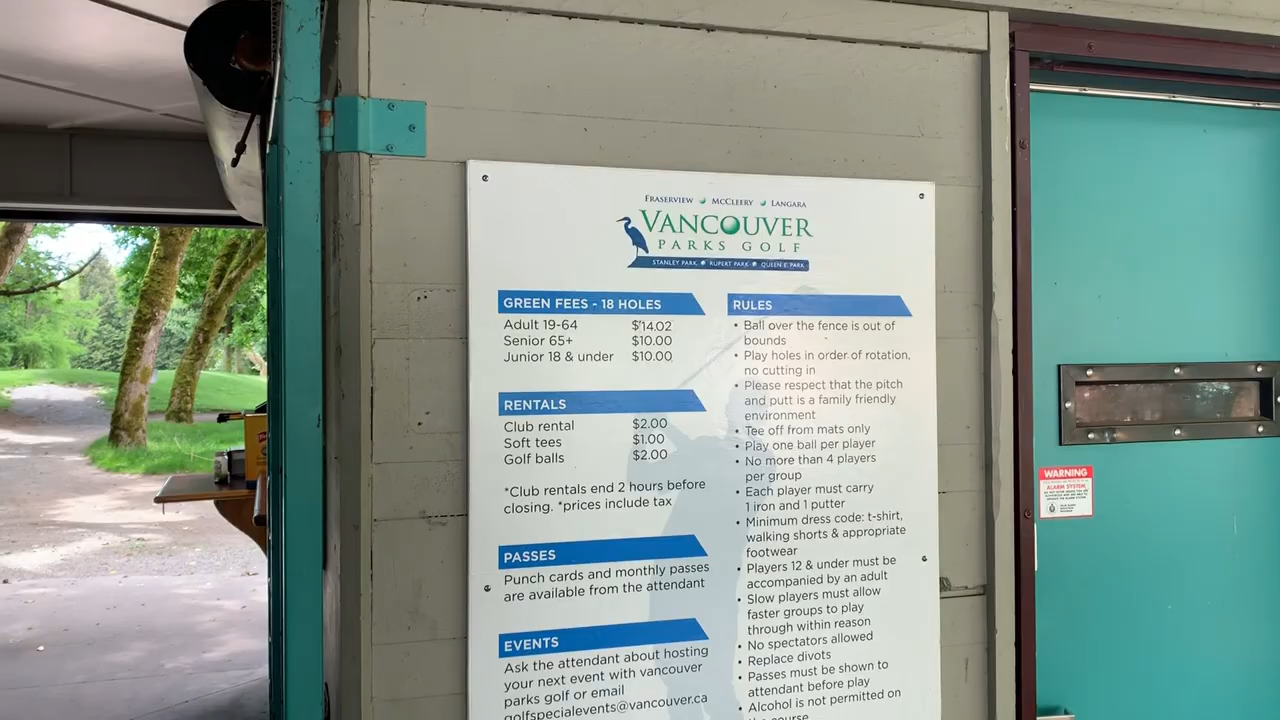 FRASERVIEW MCCLEERY LANGARA
VANCOUVER
PARKS GOLF
STANLEY PARK RUPERT PARK QUEEN E. PARK
GREEN FEES - 18 HOLES
Adult 19-64 $14.02
Senior 65+ $10.00
Junior 18 & under $10.00
RENTALS
Club rental $2.00
Soft tees $1.00
Golf balls $2.00
*Club rentals end 2 hours before
closing. *prices include tax
PASSES
Punch cards and monthly passes
are available from the attendant
EVENTS
Ask the attendant about hosting
your next event with vancouver
parks golf or email
golfspecialevents@vancouver.ca
RULES
• Ball over the fence is out of
bounds
• Play holes in order of rotation,
no cutting in
• Please respect that the pitch
and putt is a family friendly
environment
• Tee off from mats only
• Play one ball per player
• No more than 4 players
per group
• Each player must carry
1 iron and 1 putter
• Minimum dress code: t-shirt,
walking shorts & appropriate
footwear
• Players 12 & under must be
accompanied by an adult
• Slow players must allow
faster groups to play
through within reason
• No spectators allowed
• Replace divots
• Passes must be shown to
attendant before play
• Alcohol is not permitted on
the course
WARNING
ALARM SYSTEM